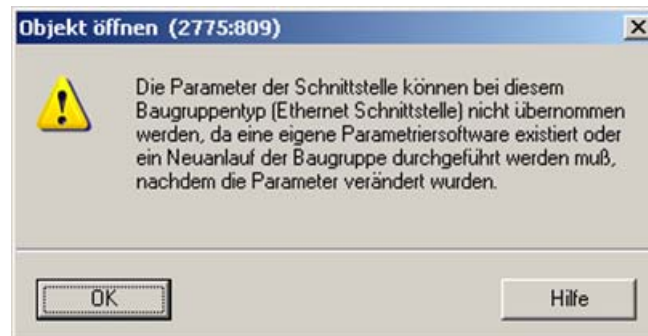 Objekt öffnen (2775:809)
Die Parameter der Schnittstelle können bei diesem
Baugruppentyp (Ethernet Schnittstelle) nicht übernommen
werden, da eine eigene Parametriersoftware existiert oder
ein Neuanlauf der Baugruppe durchgeführt werden muß,
nachdem die Parameter verändert wurden.
OK
Hilfe